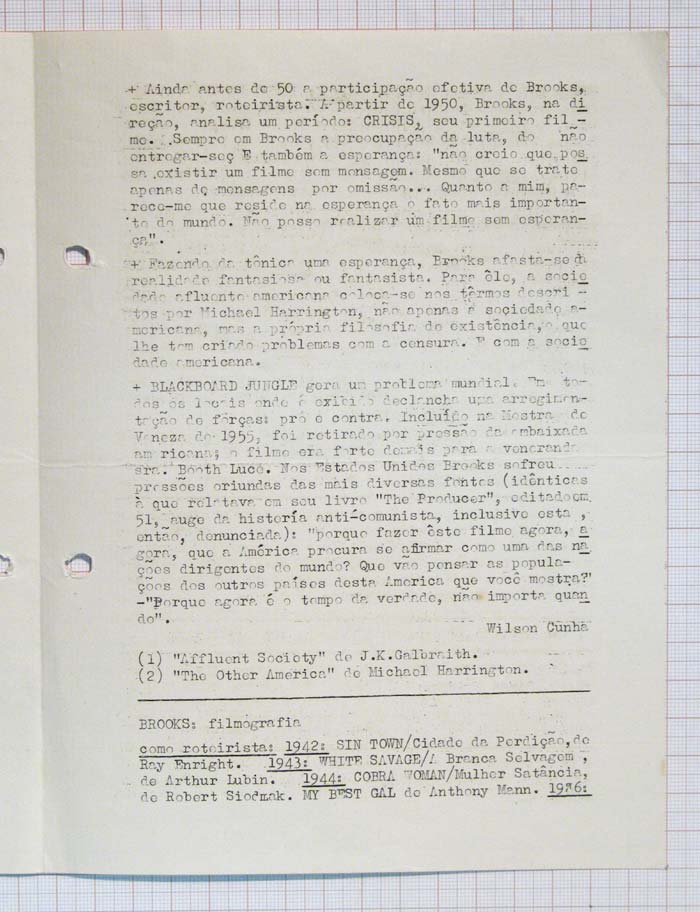 + Ainda antes de 50 a participação efetiva de Brooks,
escritor, roteirista. A partir de 1950, Brooks, na di
reção, analisa um período: CRISIS, seu primeiro fil_-
me. .Sempre em Brooks a preocupação da luta, do não
entregar-seç E também a esperança: "não creio que pos
sa existir um filme sem mensagem. Mesmo que se trate
apenas de mensagens por omissão... Quanto a mim, pa-
rece-me que reside na esperança o fato mais importan-
te do mundo. Não posso realizar um filme sem esperan-
ça".
+ Fazendo da tônica uma esperança, Brooks afasta-se da
realidade fantasiosa ou fantasista. Para êle, a socie
dade afluente americana coloca-se nos têrmos descri -
tos por Michael Harrington, não apenas a sociedade a-
mericana, mas a própria filosofia de existência, o que
lhe tem criado problemas com a censura. E com a socie
dade americana.
+ BLACKBOARD JUNGLE gera um problema mundial. Em to-
dos os locais onde é exibido declancha uma arregimen-
tação de fôrças: pró e contra. Incluído na Mostra de
Veneza de 1955, foi retirado por pressão da embaixada
am ricana; o filme era forte demais para a venerand
sra. Booth Luce. Nos Estados Unidos Brooks sofreu
pressões oriundas das mais diversas fontes (idênticas
à que relatava em seu livro "The Producer", editado em
51, auge da historía anti-comunista, inclusive esta ,
então, denunciada): "porque fazer êste filme agora, a
gora, que a América procura se afirmar como uma das na
ções dirigentes do mundo? Que vão pensar as popula-
ções dos outros países desta America que você mostra?"
-"Porque agora é o tempo da verdade, não importa quan
do".
Wilson Cunha
(1) "Affluent Society" de J.K.Galbraith.
(2) "The Other America" de Michael Harrington.
BROOKS: filmografia
como roteirista: 1942: SIN TOWN/Cidade da Perdição, de
Ray Enright. 1943: WHITE SAVAGE/A Branca Selvagem ,
de Arthur Lubin. 1944: COBRA WOMAN/Mulher Satância,
de Robert Siodmak. MY BEST GAL de Anthony Mann. 1946: